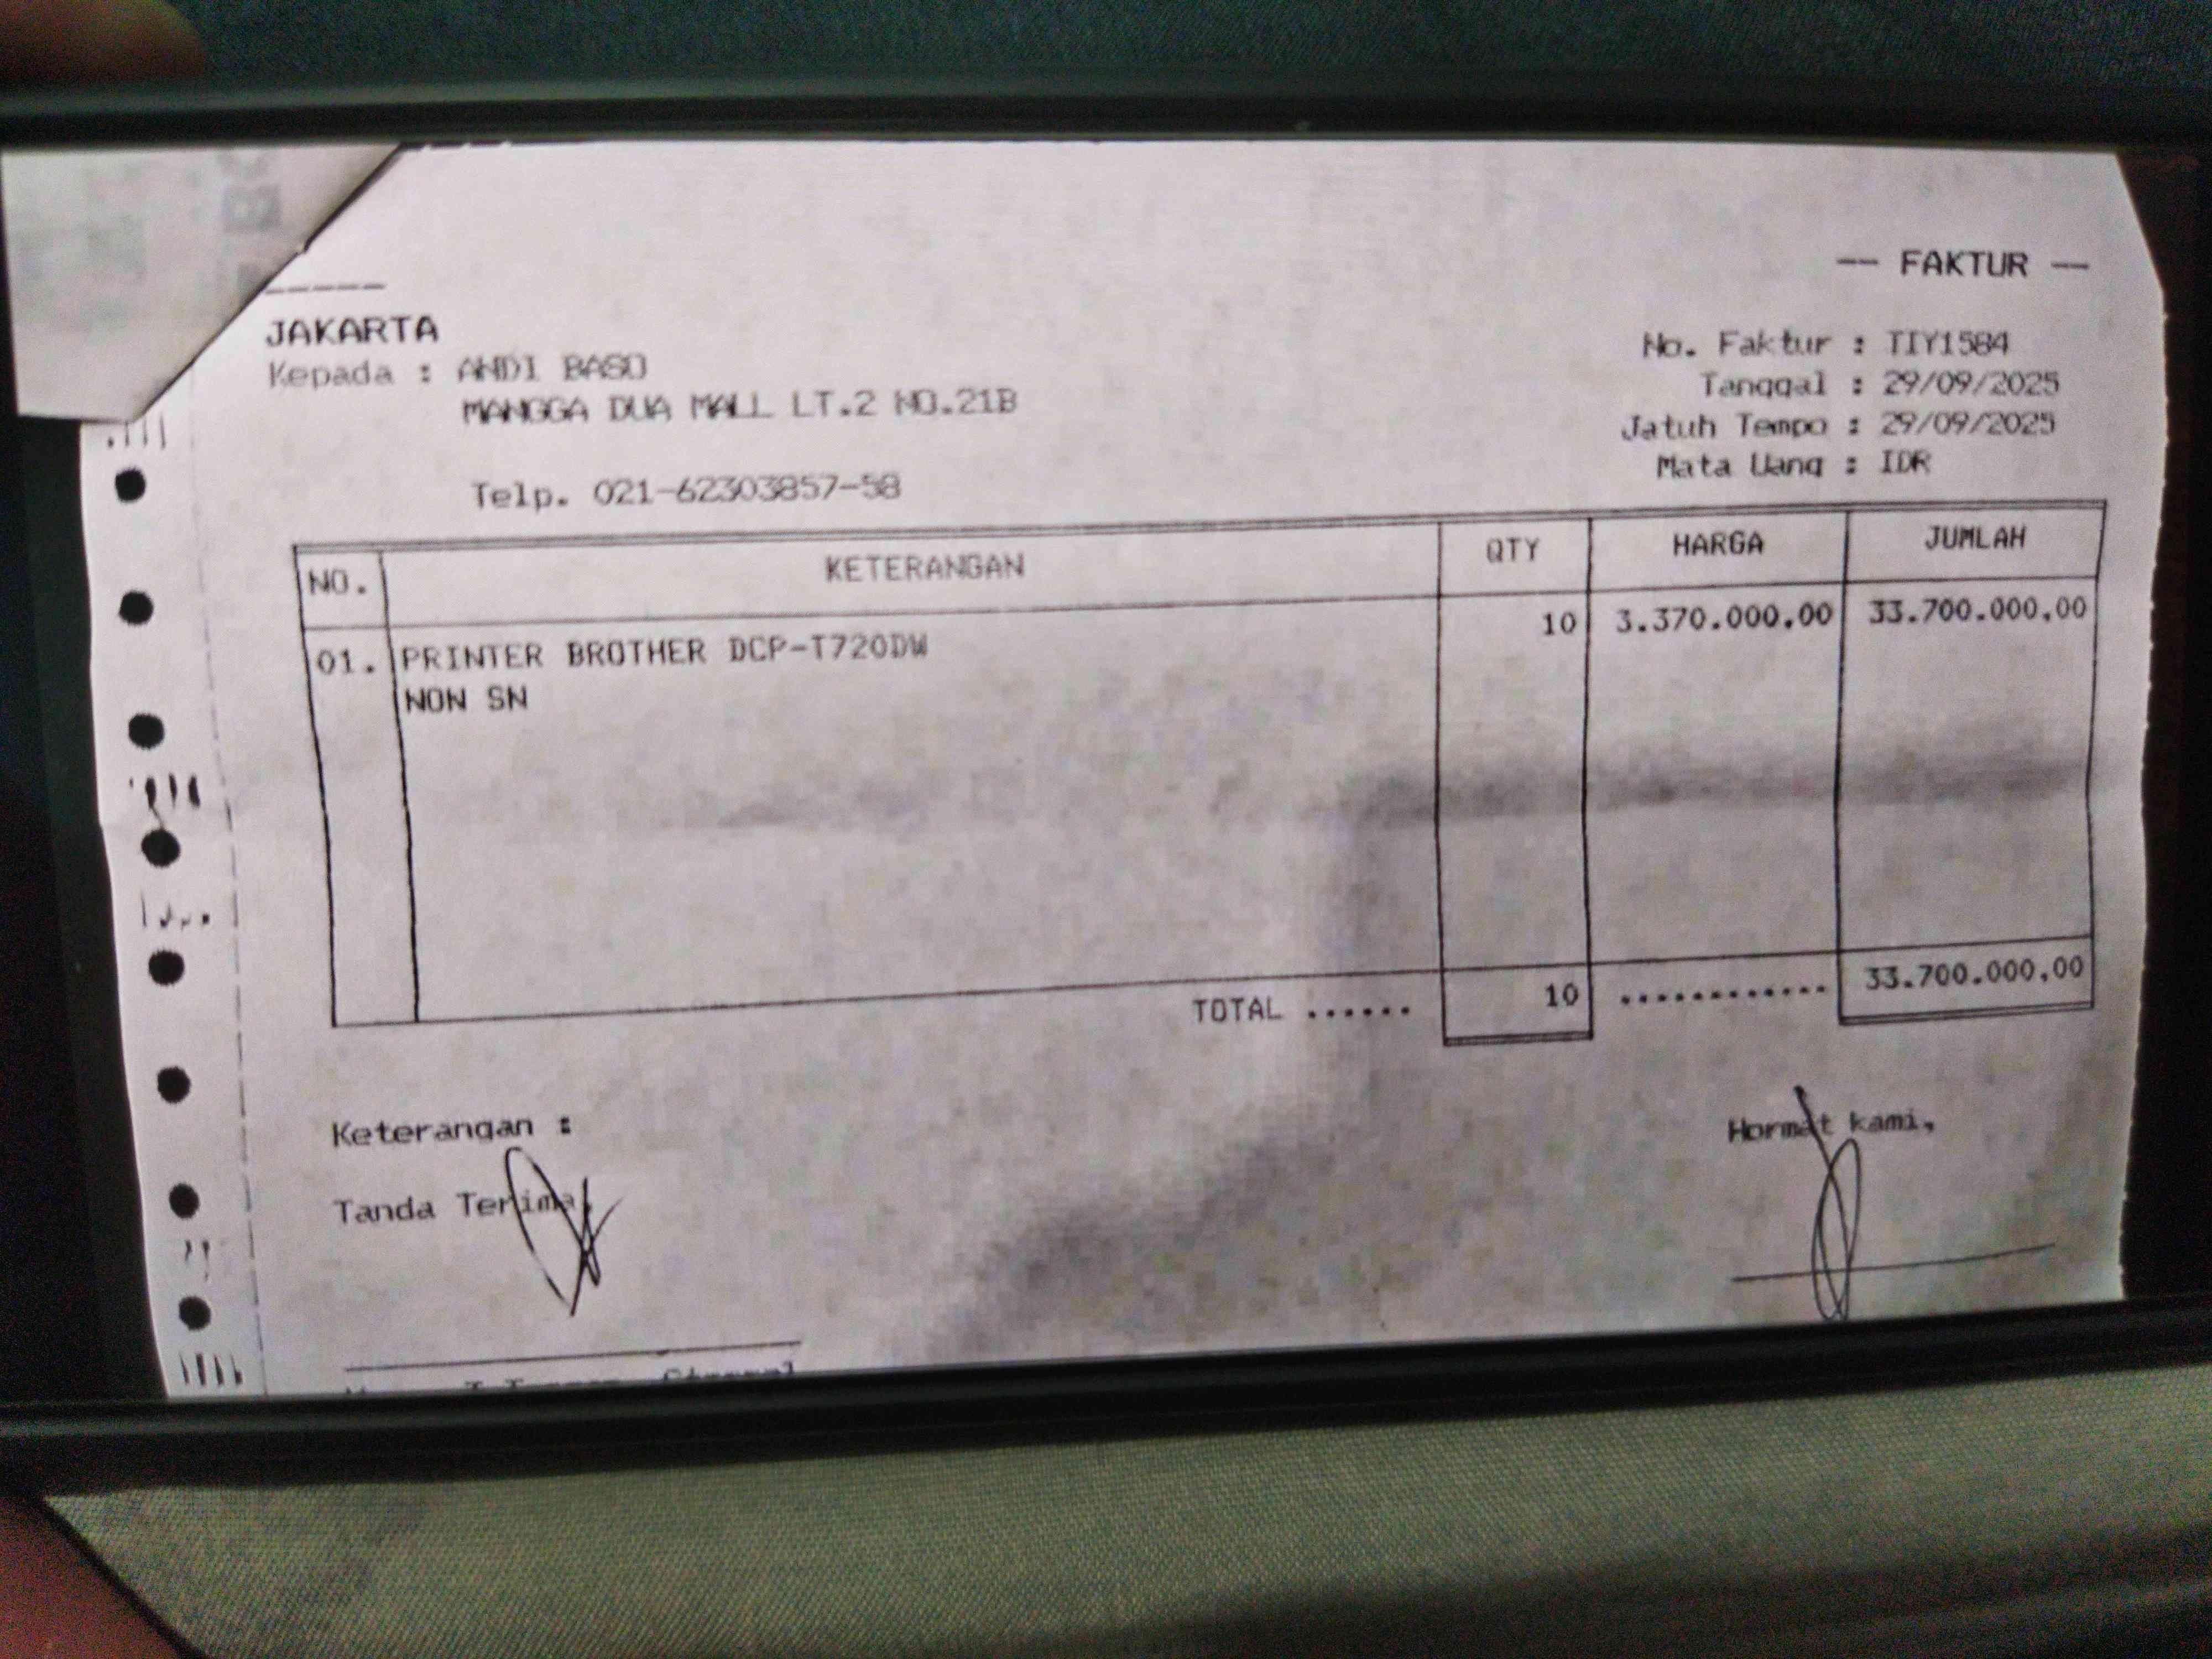 -- FAKTUR --
JAKARTA
Kepada : ANDI BASO
MANGGA DUA MALL LT.2 NO.21B
Telp. 021-62303857-58
No. Faktur : TIY1584
Tanggal : 29/09/2025
Jatuh Tempo : 29/09/2025
Mata Uang : IDR
NO. KETERANGAN QTY HARGA JUMLAH
01. PRINTER BROTHER DCP-T720DW 10 3.370.000,00 33.700.000,00
NON SN
TOTAL ...... 10 ............ 33.700.000,00
Keterangan :
Tanda Terima,
Hormat kami,